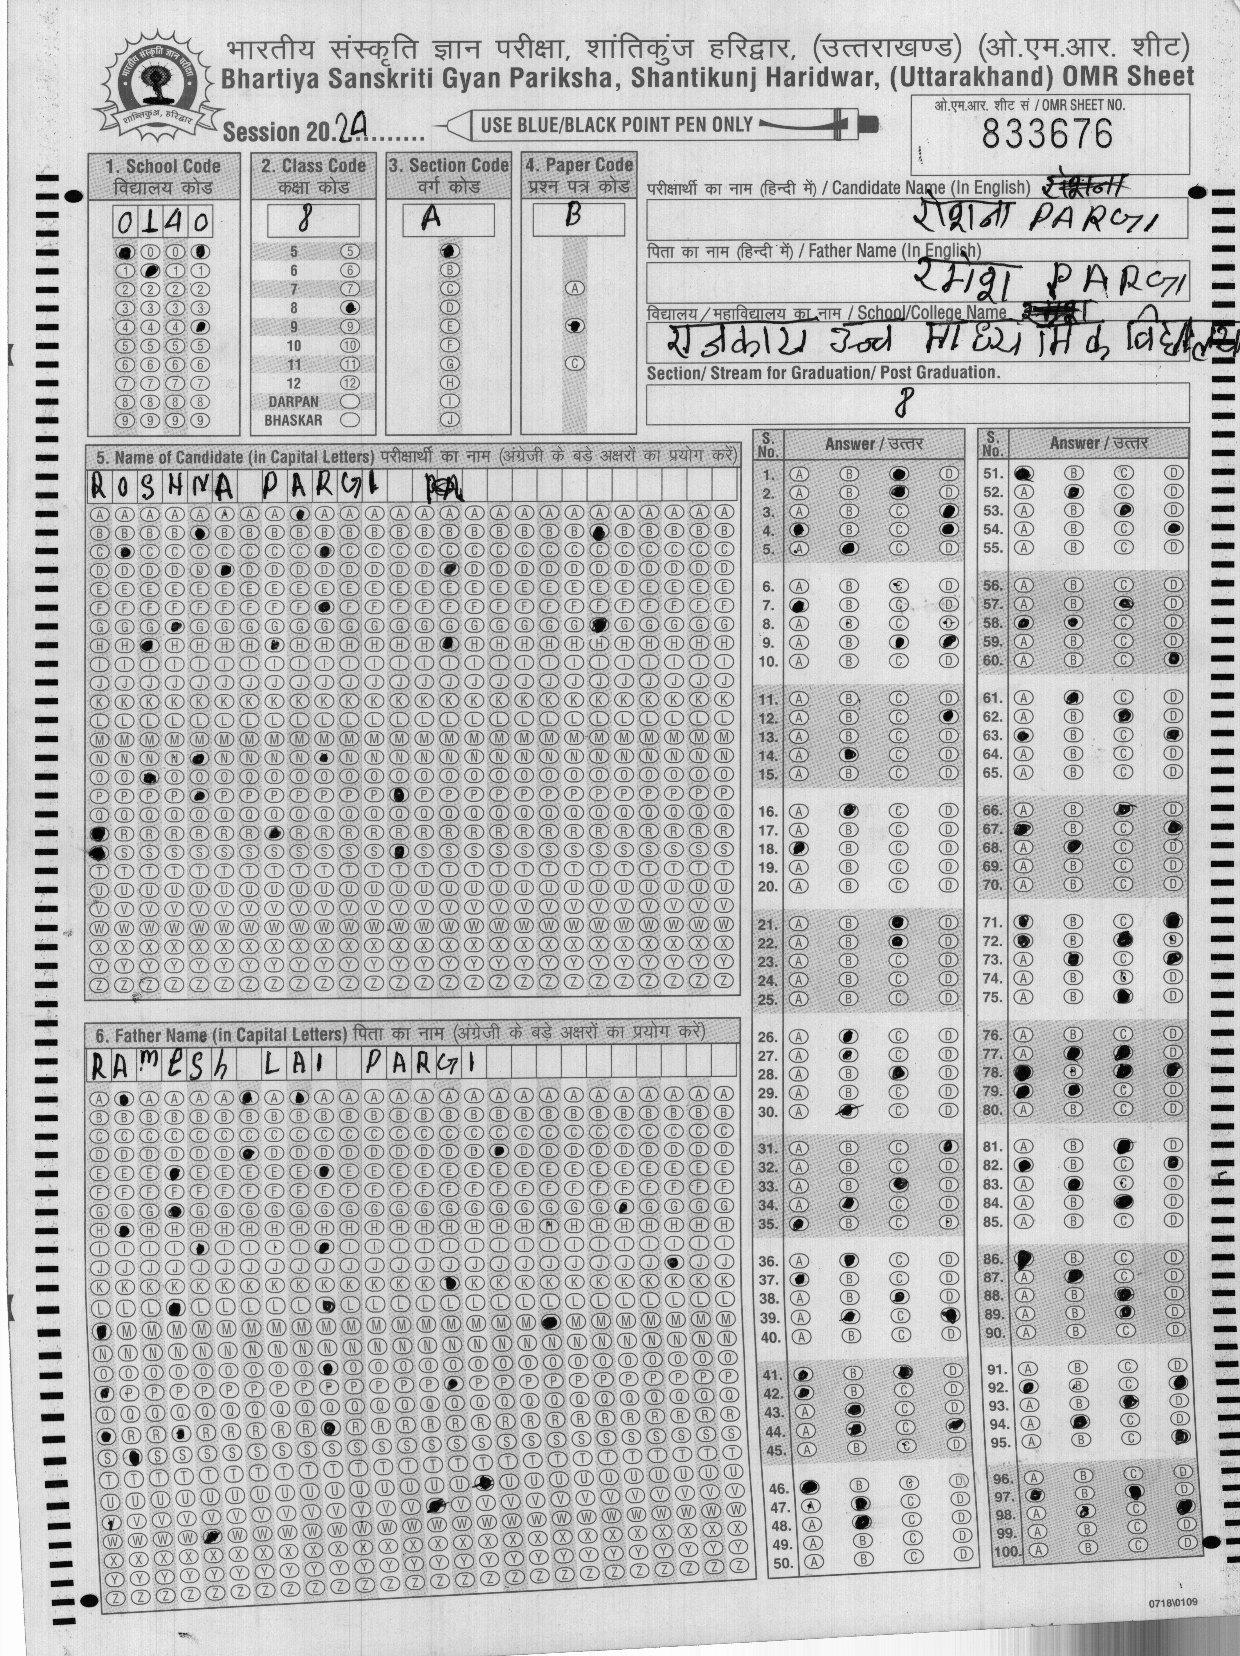 भारतीय संस्कृति ज्ञान परीक्षा, शांतिकुंज हरिद्वार, (उत्तराखण्ड) (ओ.एम.आर. शीट)
Bhartiya Sanskriti Gyan Pariksha, Shantikunj Haridwar, (Uttarakhand) OMR Sheet
Session 20.2A..........
USE BLUE/BLACK POINT PEN ONLY
ओ.एम.आर. शीट सं / OMR SHEET NO.
833676
1. School Code
विद्यालय कोड
0140
2. Class Code
कक्षा कोड
8
5
6
7
8
9
10
11
12
DARPAN
BHASKAR
3. Section Code
वर्ग कोड
A
4. Paper Code
प्रश्न पत्र कोड
B
परीक्षार्थी का नाम (हिन्दी में) / Candidate Name (In English)
रोशना PARGI
पिता का नाम (हिन्दी में) / Father Name (In English)
रमेश PARGI
विद्यालय / महाविद्यालय का नाम / School/College Name
राजकीय उच्च माध्यमिक विद्यालय
Section/ Stream for Graduation/ Post Graduation.
8
5. Name of Candidate (in Capital Letters) परीक्षार्थी का नाम (अंग्रेजी के बड़े अक्षरों का प्रयोग करें)
ROSHNA PARGI
6. Father Name (in Capital Letters) पिता का नाम (अंग्रेजी के बड़े अक्षरों का प्रयोग करें)
RAmESh LAI PARGI
S. No. Answer / उत्तर
S. No. Answer / उत्तर
0718\0109